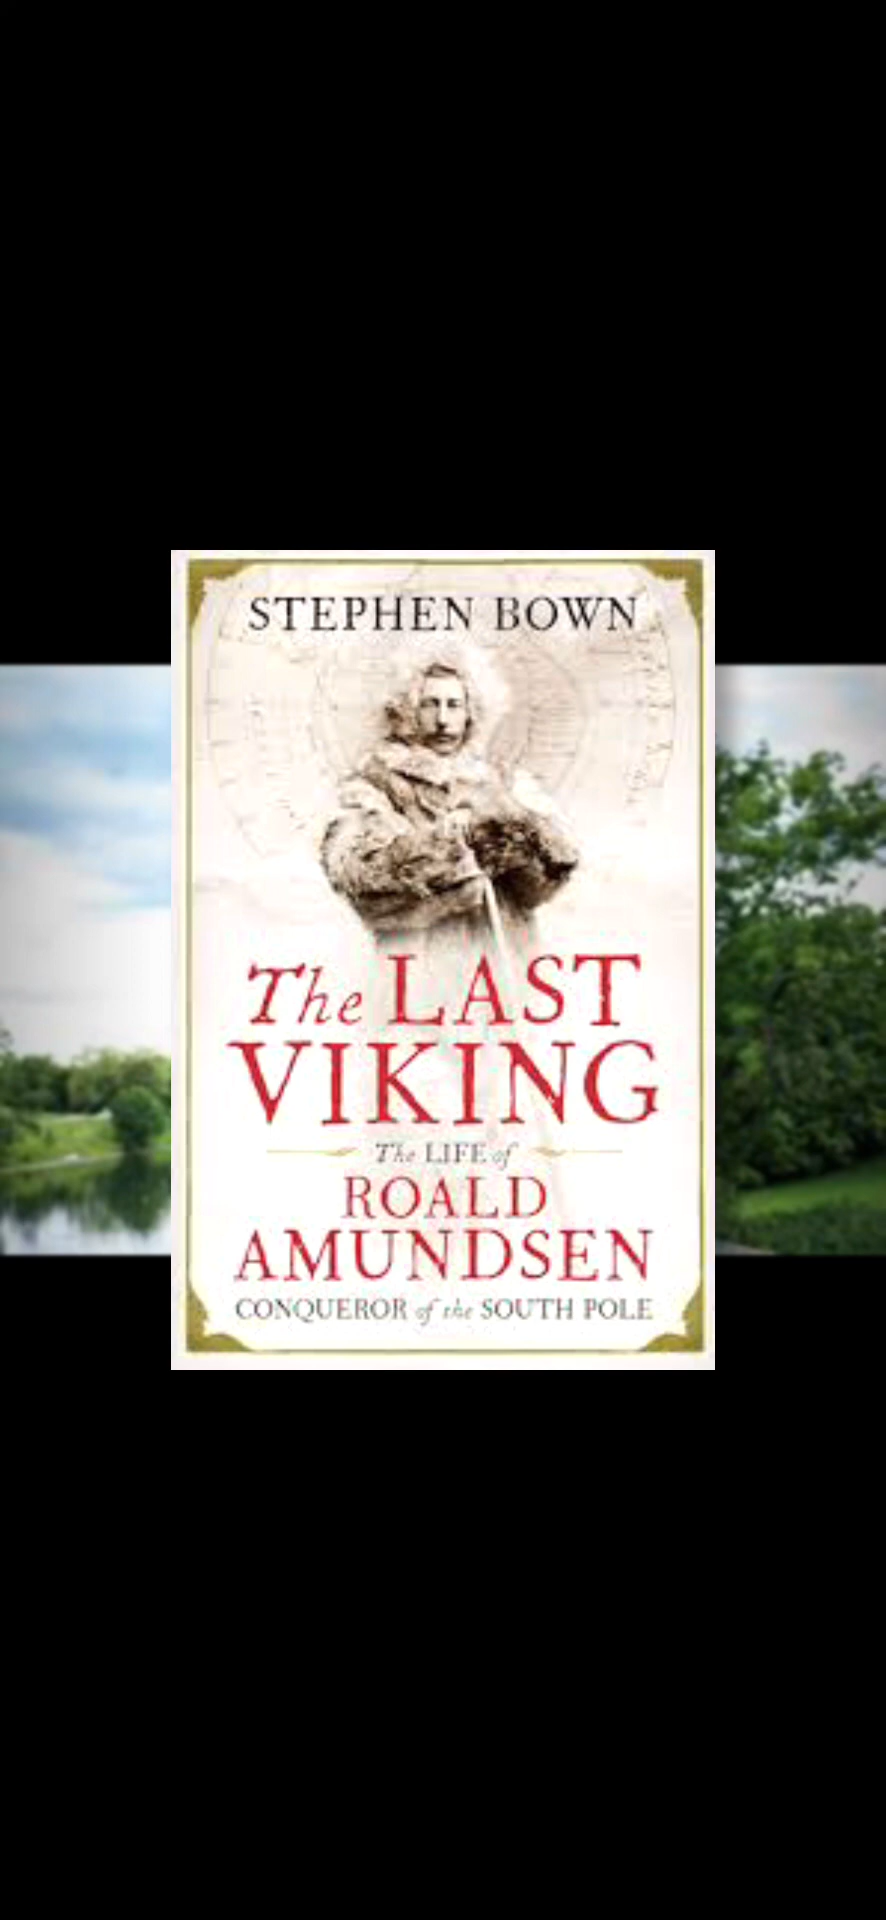 STEPHEN BOWN
The LAST
VIKING
The LIFE of
ROALD
AMUNDSEN
CONQUEROR of the SOUTH POLE